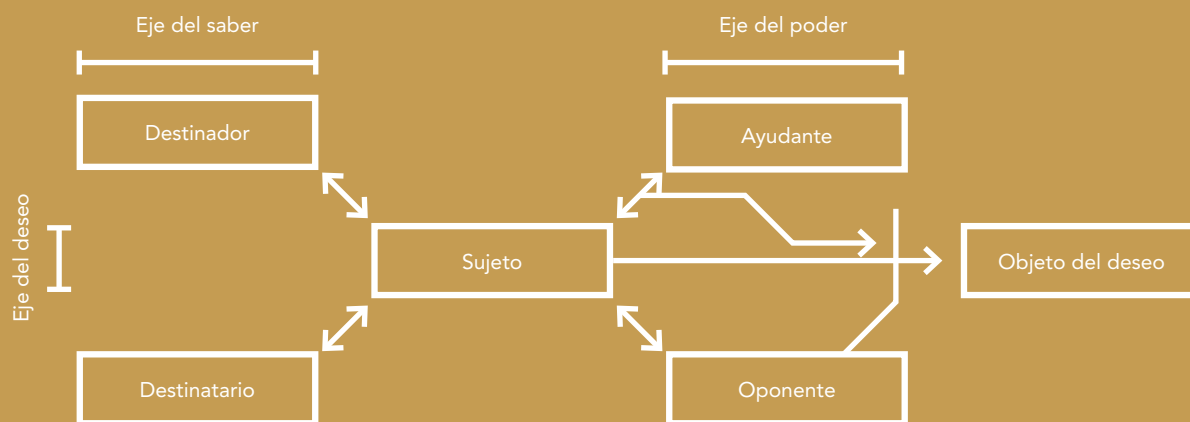 Eje del saber
Eje del poder
Destinador
Ayudante
Eje del deseo
Sujeto
Objeto del deseo
Destinatario
Oponente